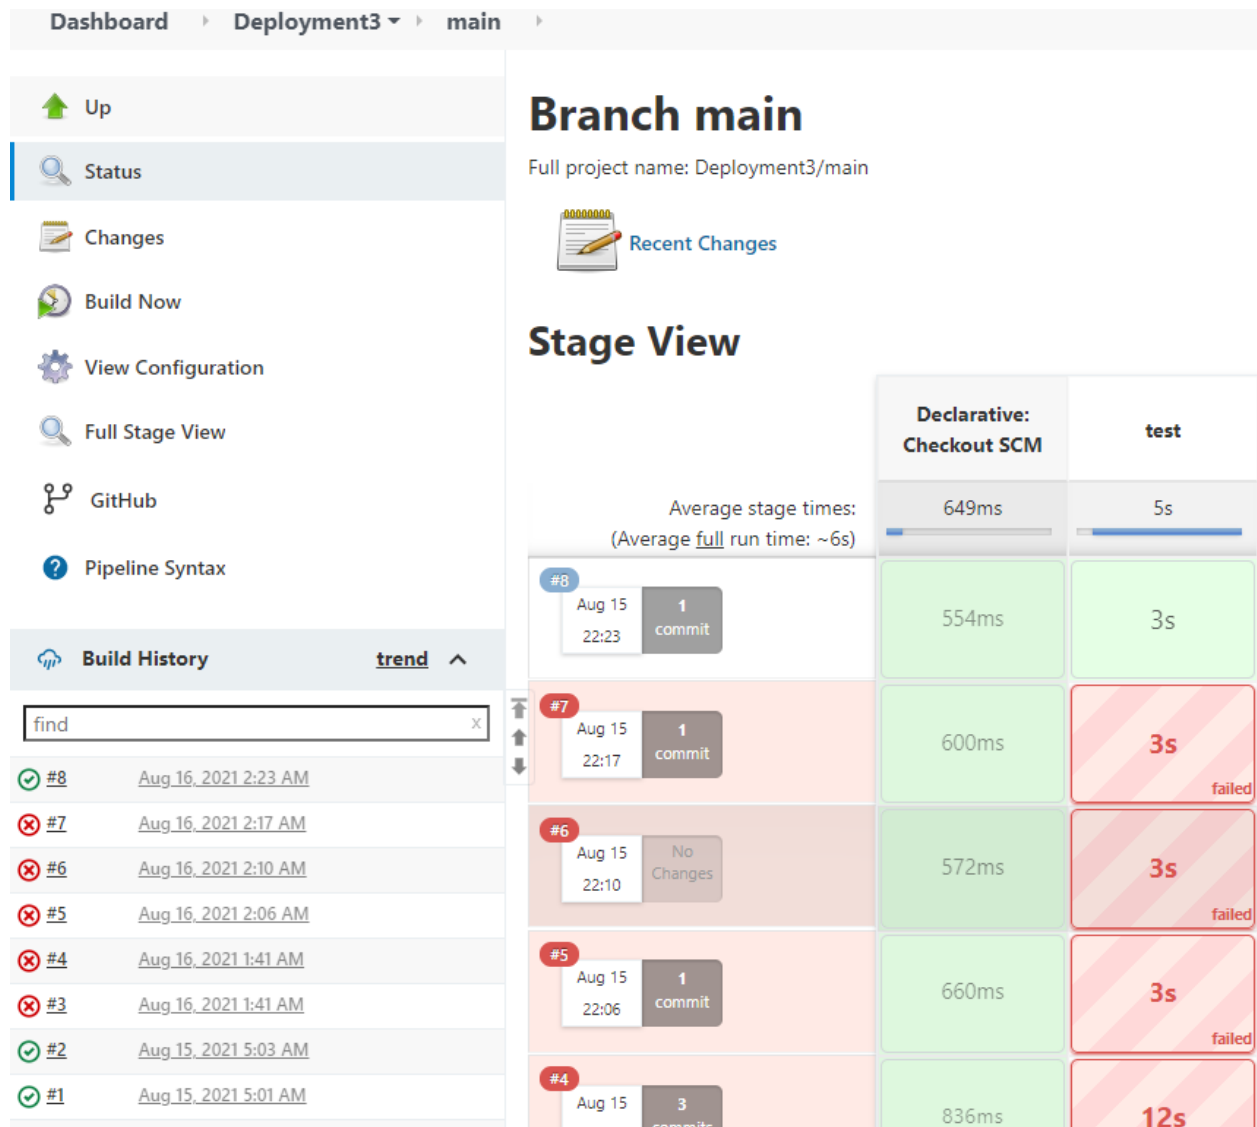 Dashboard Deployment3 main
Up
Status
Changes
Build Now
View Configuration
Full Stage View
GitHub
Pipeline Syntax
Build History trend
find x
#8 Aug 16, 2021 2:23 AM
#7 Aug 16, 2021 2:17 AM
#6 Aug 16, 2021 2:10 AM
#5 Aug 16, 2021 2:06 AM
#4 Aug 16, 2021 1:41 AM
#3 Aug 16, 2021 1:41 AM
#2 Aug 15, 2021 5:03 AM
#1 Aug 15, 2021 5:01 AM
Branch main
Full project name: Deployment3/main
Recent Changes
Stage View
Declarative:
Checkout SCM
test
Average stage times:
(Average full run time: ~6s)
649ms
5s
#8
Aug 15
22:23
1
commit
554ms
3s
#7
Aug 15
22:17
1
commit
600ms
3s
failed
#6
Aug 15
22:10
No
Changes
572ms
3s
failed
#5
Aug 15
22:06
1
commit
660ms
3s
failed
#4
Aug 15
3
commits
836ms
12s